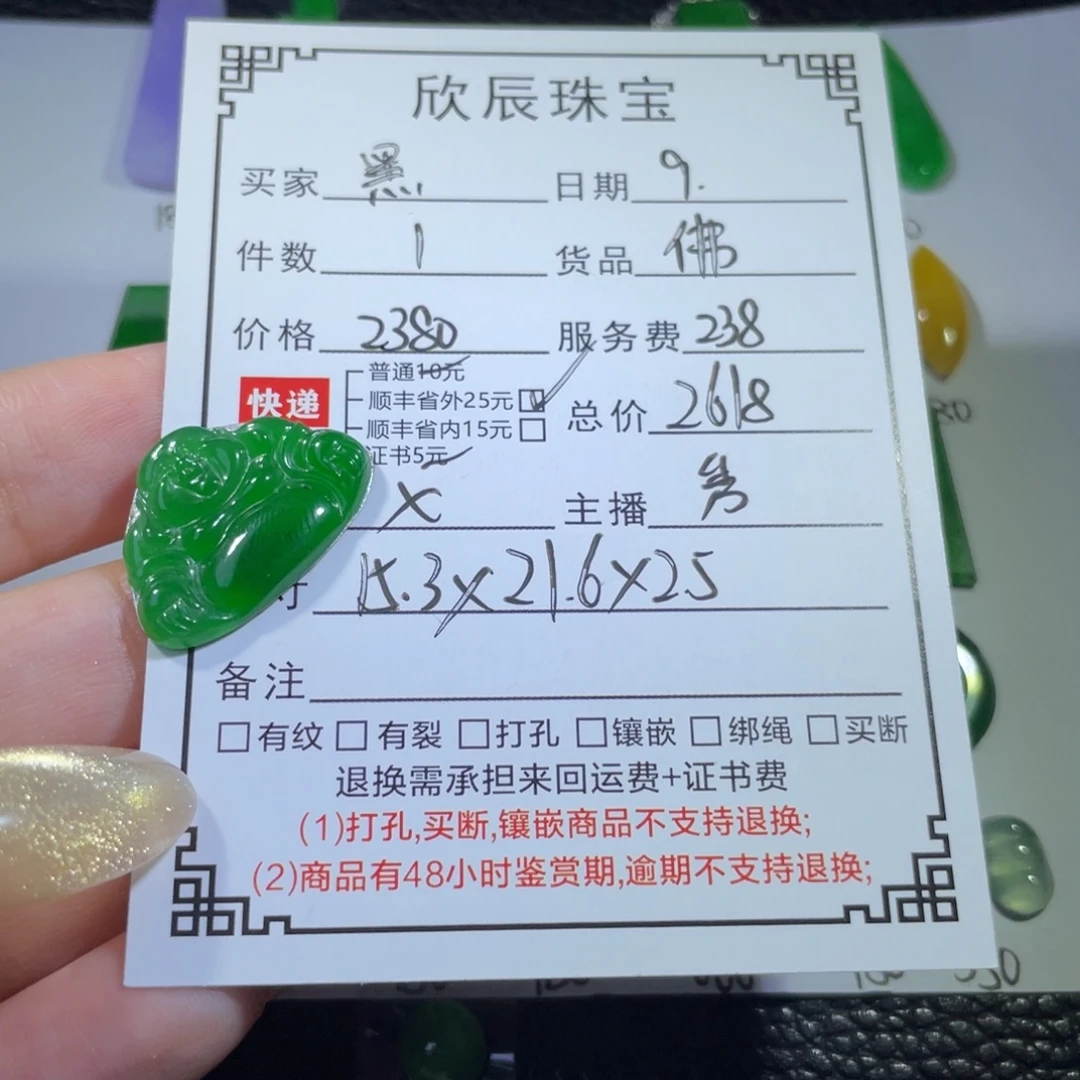 欣辰珠宝
买家 黑 日期 9.
件数 1 货品 佛
价格 2380 服务费 238
快递
普通10元
顺丰省外25元 总价 2618
顺丰省内15元
证书5元
X 主播
寸 15.3x21.6x25
备注
有纹 有裂 打孔 镶嵌 绑绳 买断
退换需承担来回运费+证书费
(1)打孔,买断,镶嵌商品不支持退换;
(2)商品有48小时鉴赏期,逾期不支持退换;